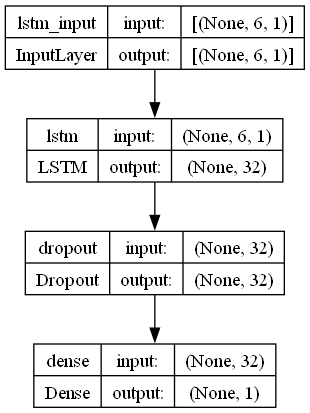 lstm_input input: [(None, 6, 1)]
InputLayer output: [(None, 6, 1)]
lstm input: (None, 6, 1)
LSTM output: (None, 32)
dropout input: (None, 32)
Dropout output: (None, 32)
dense input: (None, 32)
Dense output: (None, 1)